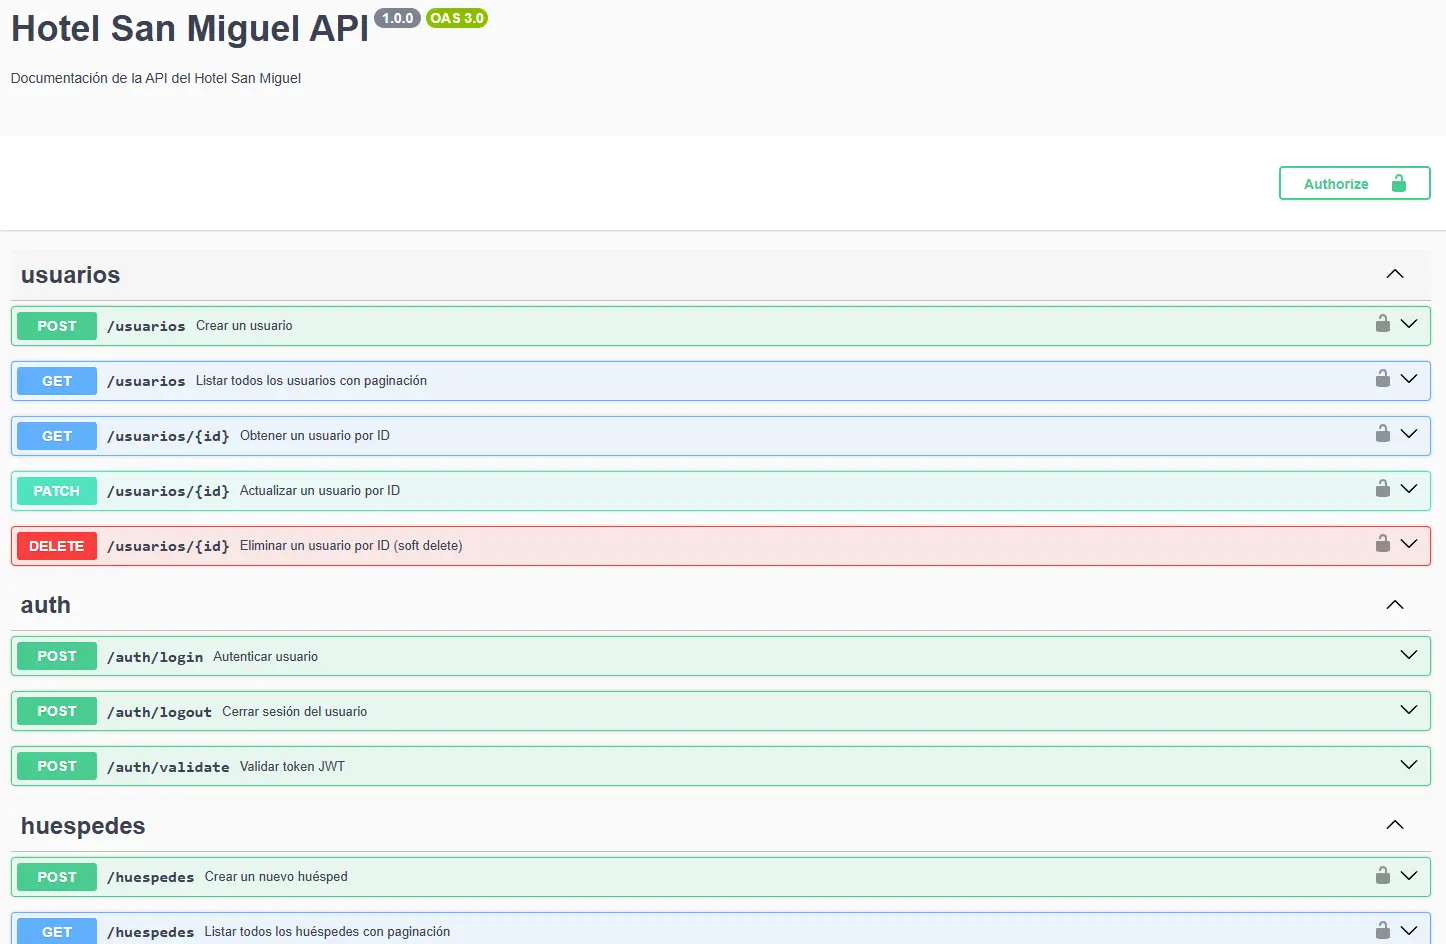 Hotel San Miguel API 1.0.0 OAS 3.0
Documentación de la API del Hotel San Miguel
Authorize
usuarios
POST /usuarios Crear un usuario
GET /usuarios Listar todos los usuarios con paginación
GET /usuarios/{id} Obtener un usuario por ID
PATCH /usuarios/{id} Actualizar un usuario por ID
DELETE /usuarios/{id} Eliminar un usuario por ID (soft delete)
auth
POST /auth/login Autenticar usuario
POST /auth/logout Cerrar sesión del usuario
POST /auth/validate Validar token JWT
huespedes
POST /huespedes Crear un nuevo huésped
GET /huespedes Listar todos los huéspedes con paginación